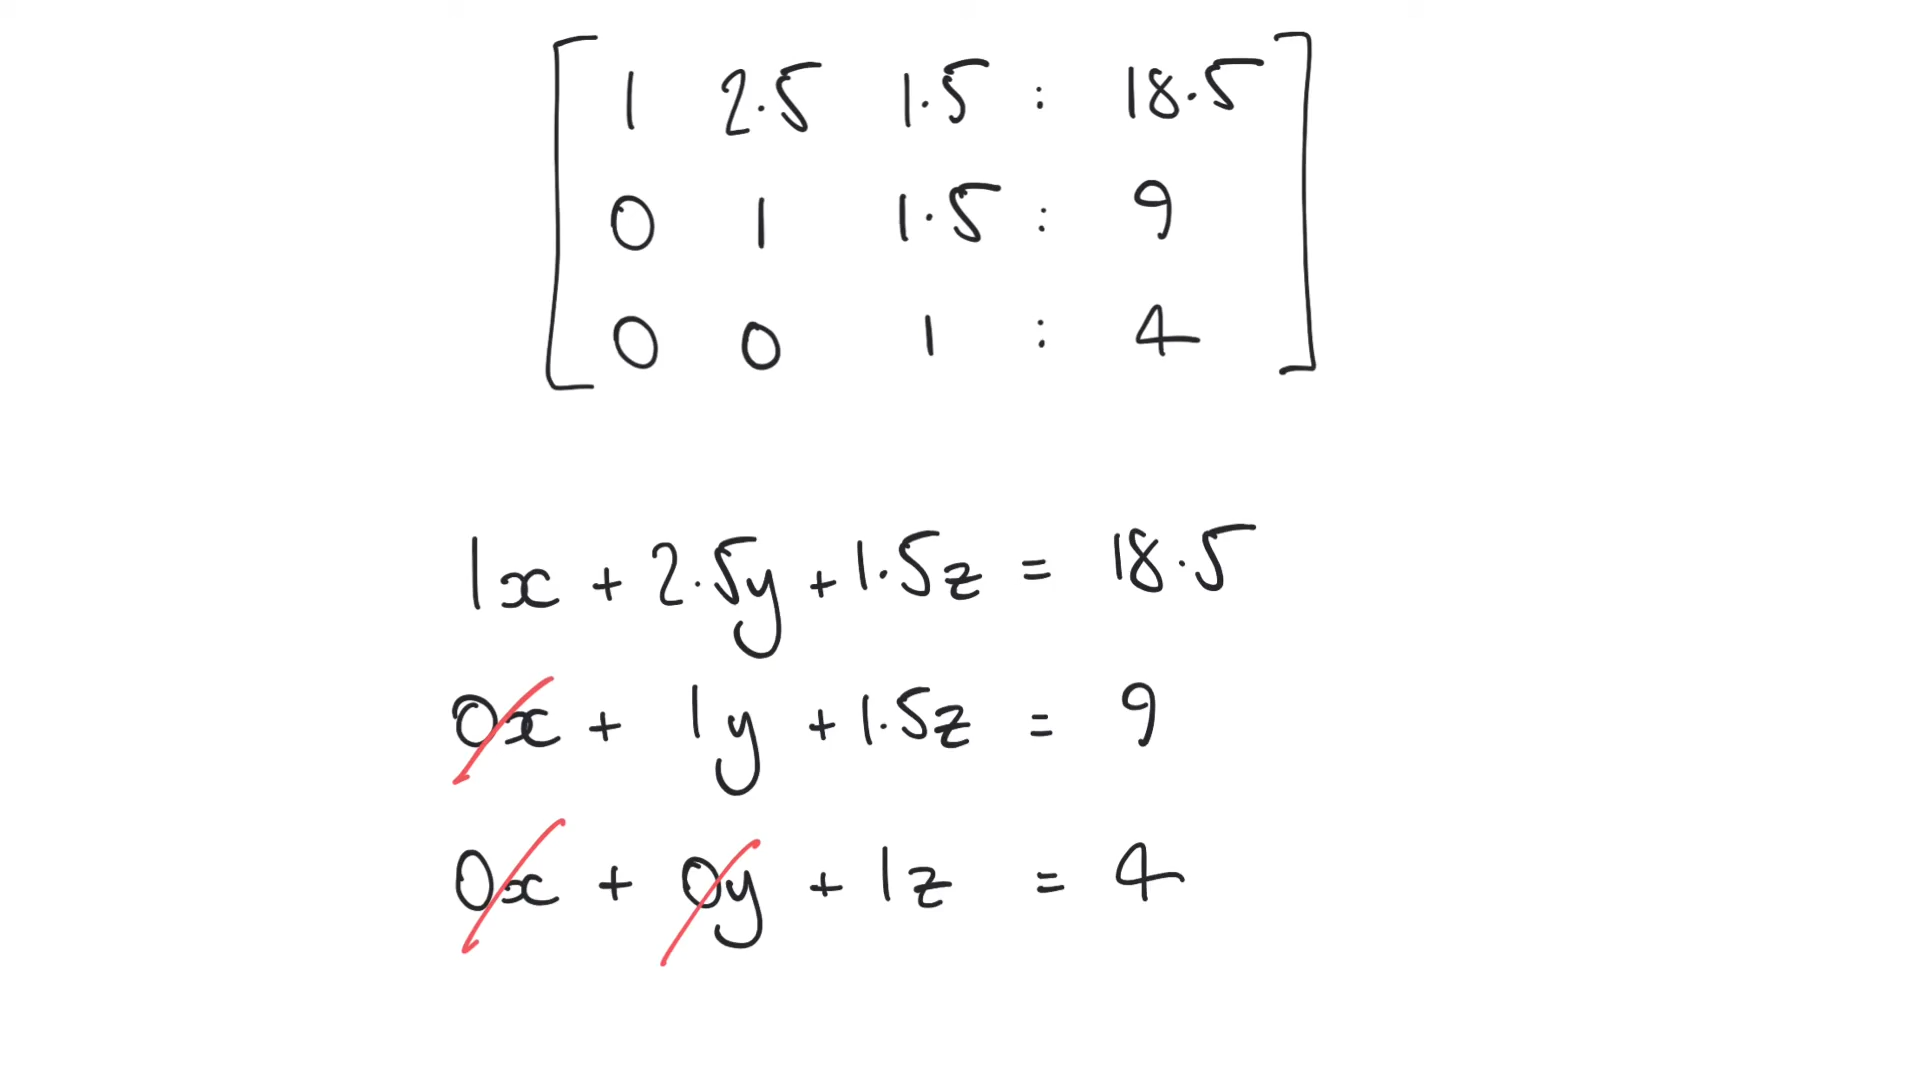 1 2.5 1.5 : 18.5
0 1 1.5 : 9
0 0 1 : 4
1x + 2.5y + 1.5z = 18.5
0x + 1y + 1.5z = 9
0x + 0y + 1z = 4